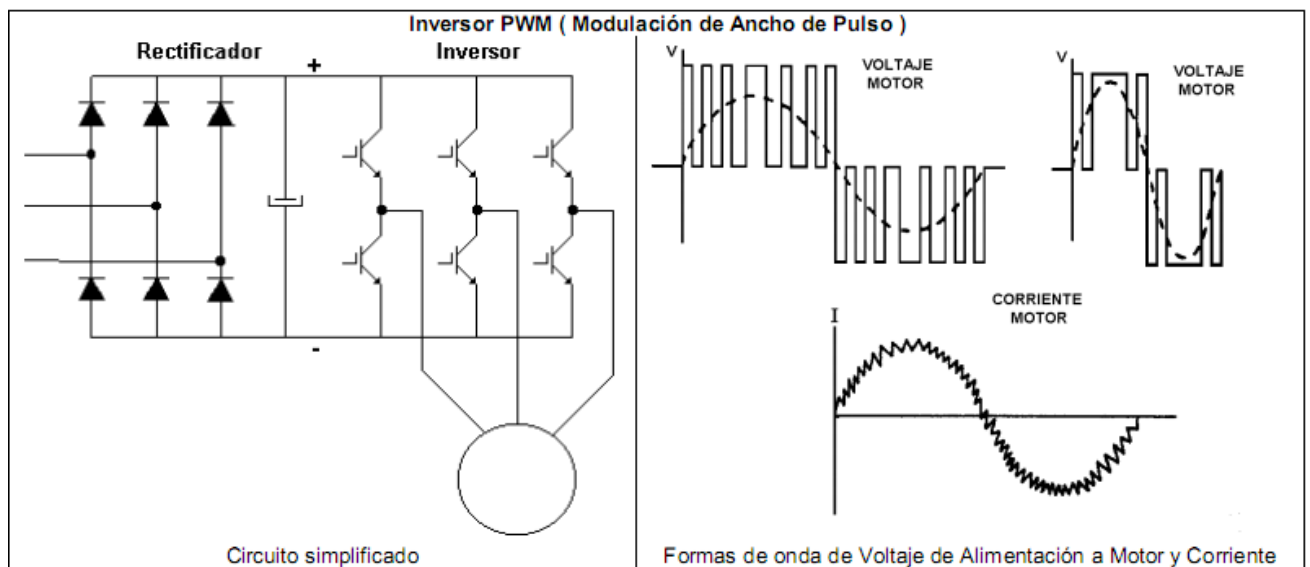 Inversor PWM ( Modulación de Ancho de Pulso )
Rectificador
+
Inversor
-
Circuito simplificado
V
VOLTAJE
MOTOR
V
VOLTAJE
MOTOR
CORRIENTE
MOTOR
I
Formas de onda de Voltaje de Alimentación a Motor y Corriente